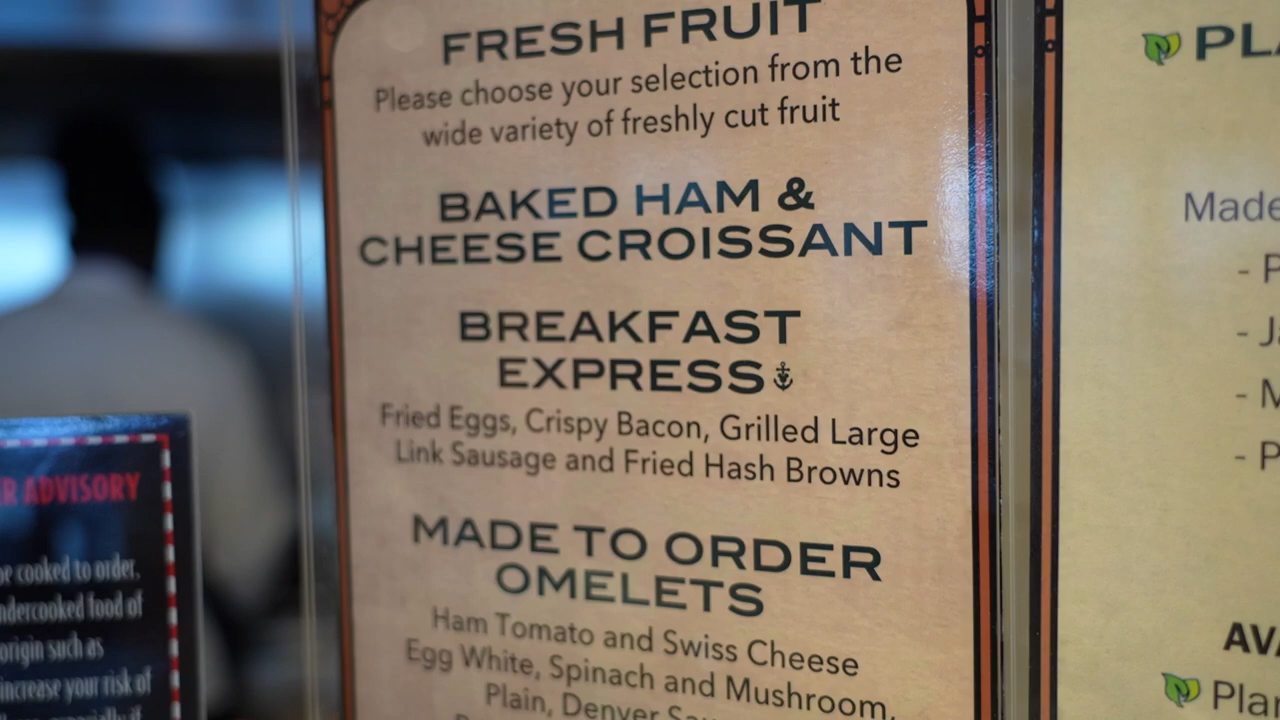 FRESH FRUIT
Please choose your selection from the
wide variety of freshly cut fruit
BAKED HAM &
CHEESE CROISSANT
BREAKFAST
EXPRESS
Fried Eggs, Crispy Bacon, Grilled Large
Link Sausage and Fried Hash Browns
MADE TO ORDER
OMELETS
Ham Tomato and Swiss Cheese
Egg White, Spinach and Mushroom,
Plain, Denver
ADVISORY
be cooked to order.
food of
origin such as
increase your risk of
Made